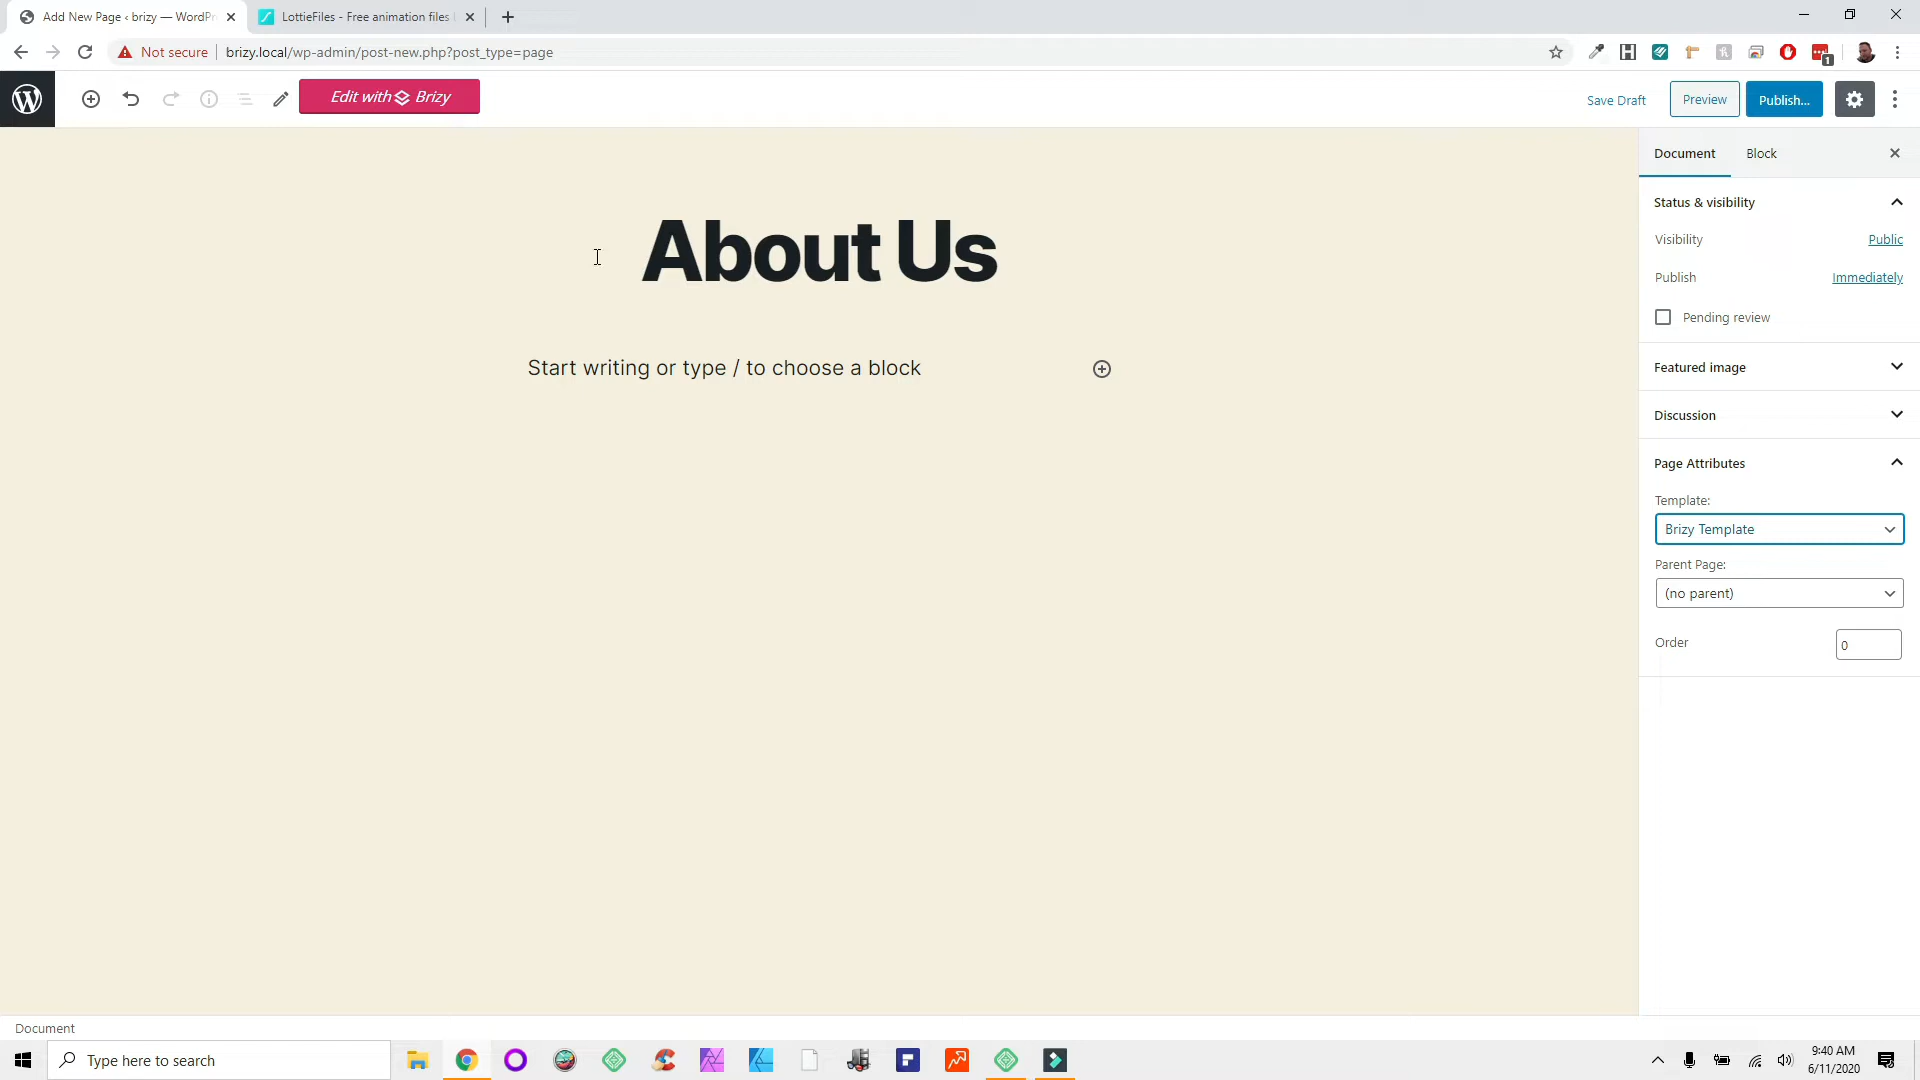 Add New Page ‹ brizy — WordPr
LottieFiles - Free animation files
Not secure
brizy.local/wp-admin/post-new.php?post_type=page
1
Edit with Brizy
Save Draft
Preview
Publish...
Document
Block
About Us
Start writing or type / to choose a block
Status & visibility
Visibility
Public
Publish
Immediately
Pending review
Featured image
Discussion
Page Attributes
Template:
Brizy Template
Parent Page:
(no parent)
Order
0
Document
Type here to search
9:40 AM
6/11/2020